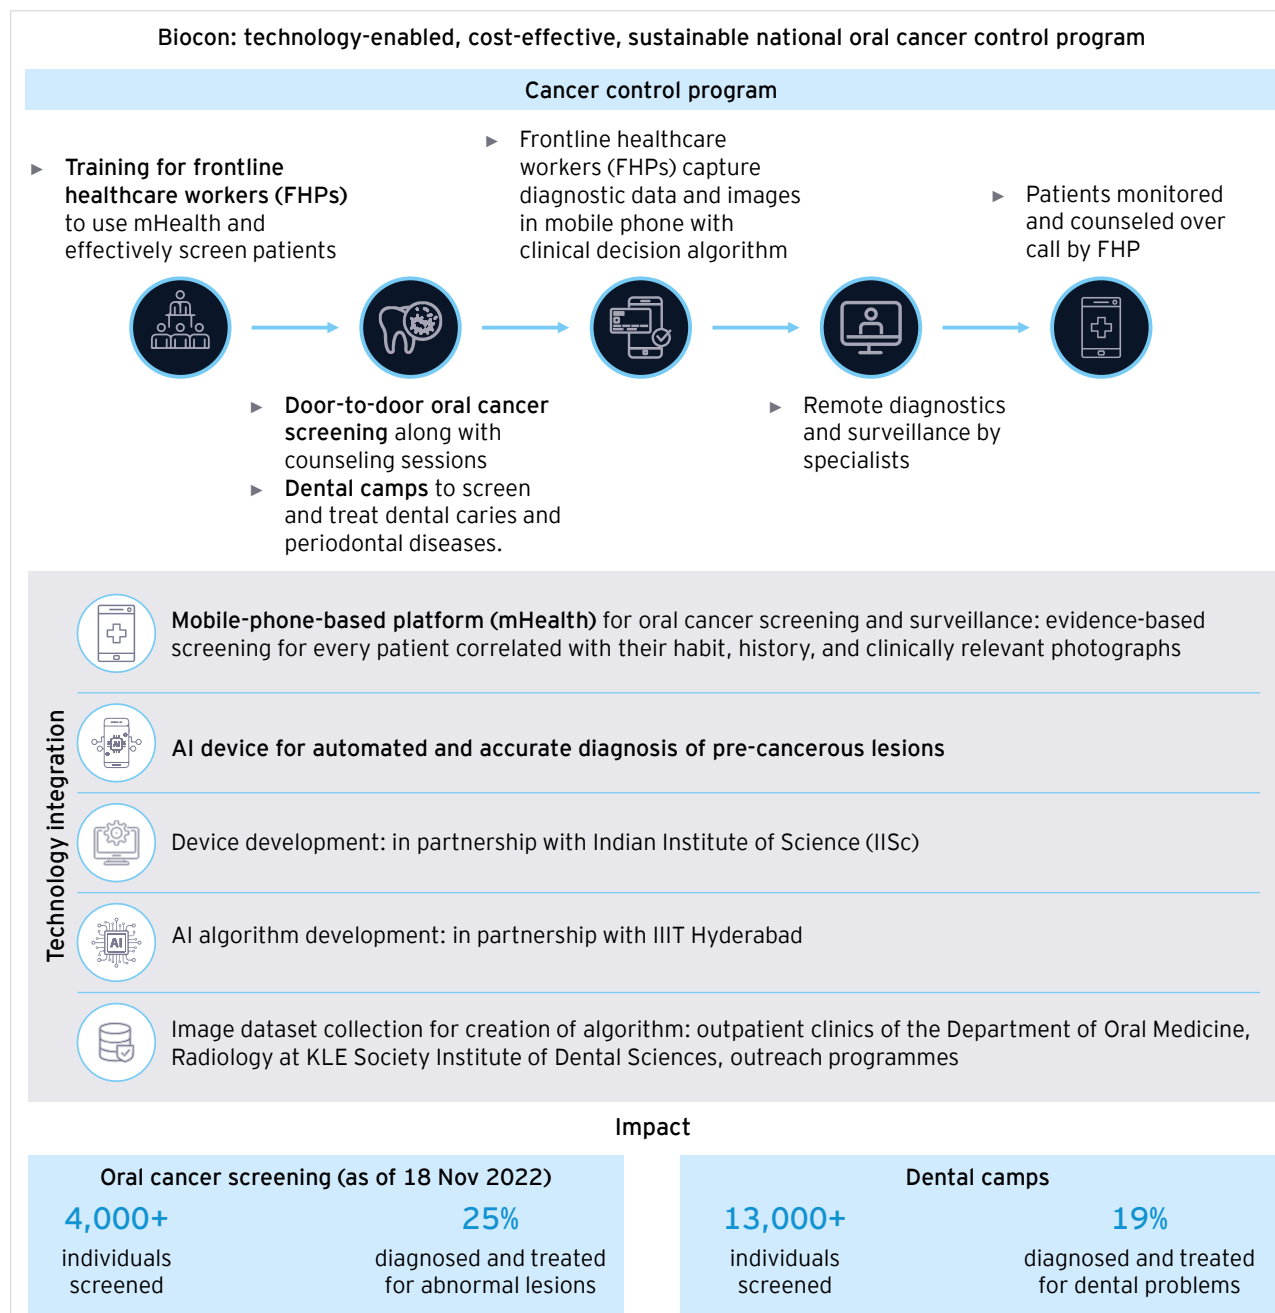 Biocon: technology-enabled, cost-effective, sustainable national oral cancer control program
Cancer control program
► Training for frontline
healthcare workers (FHPs)
to use mHealth and
effectively screen patients
► Door-to-door oral cancer
screening along with
counseling sessions
► Dental camps to screen
and treat dental caries and
periodontal diseases.
► Frontline healthcare
workers (FHPs) capture
diagnostic data and images
in mobile phone with
clinical decision algorithm
► Remote diagnostics
and surveillance by
specialists
► Patients monitored
and counseled over
call by FHP
Technology integration
Mobile-phone-based platform (mHealth) for oral cancer screening and surveillance: evidence-based
screening for every patient correlated with their habit, history, and clinically relevant photographs
AI
AI device for automated and accurate diagnosis of pre-cancerous lesions
Device development: in partnership with Indian Institute of Science (IISc)
AI
AI algorithm development: in partnership with IIIT Hyderabad
Image dataset collection for creation of algorithm: outpatient clinics of the Department of Oral Medicine,
Radiology at KLE Society Institute of Dental Sciences, outreach programmes
Impact
Oral cancer screening (as of 18 Nov 2022)
4,000+
individuals
screened
25%
diagnosed and treated
for abnormal lesions
Dental camps
13,000+
individuals
screened
19%
diagnosed and treated
for dental problems